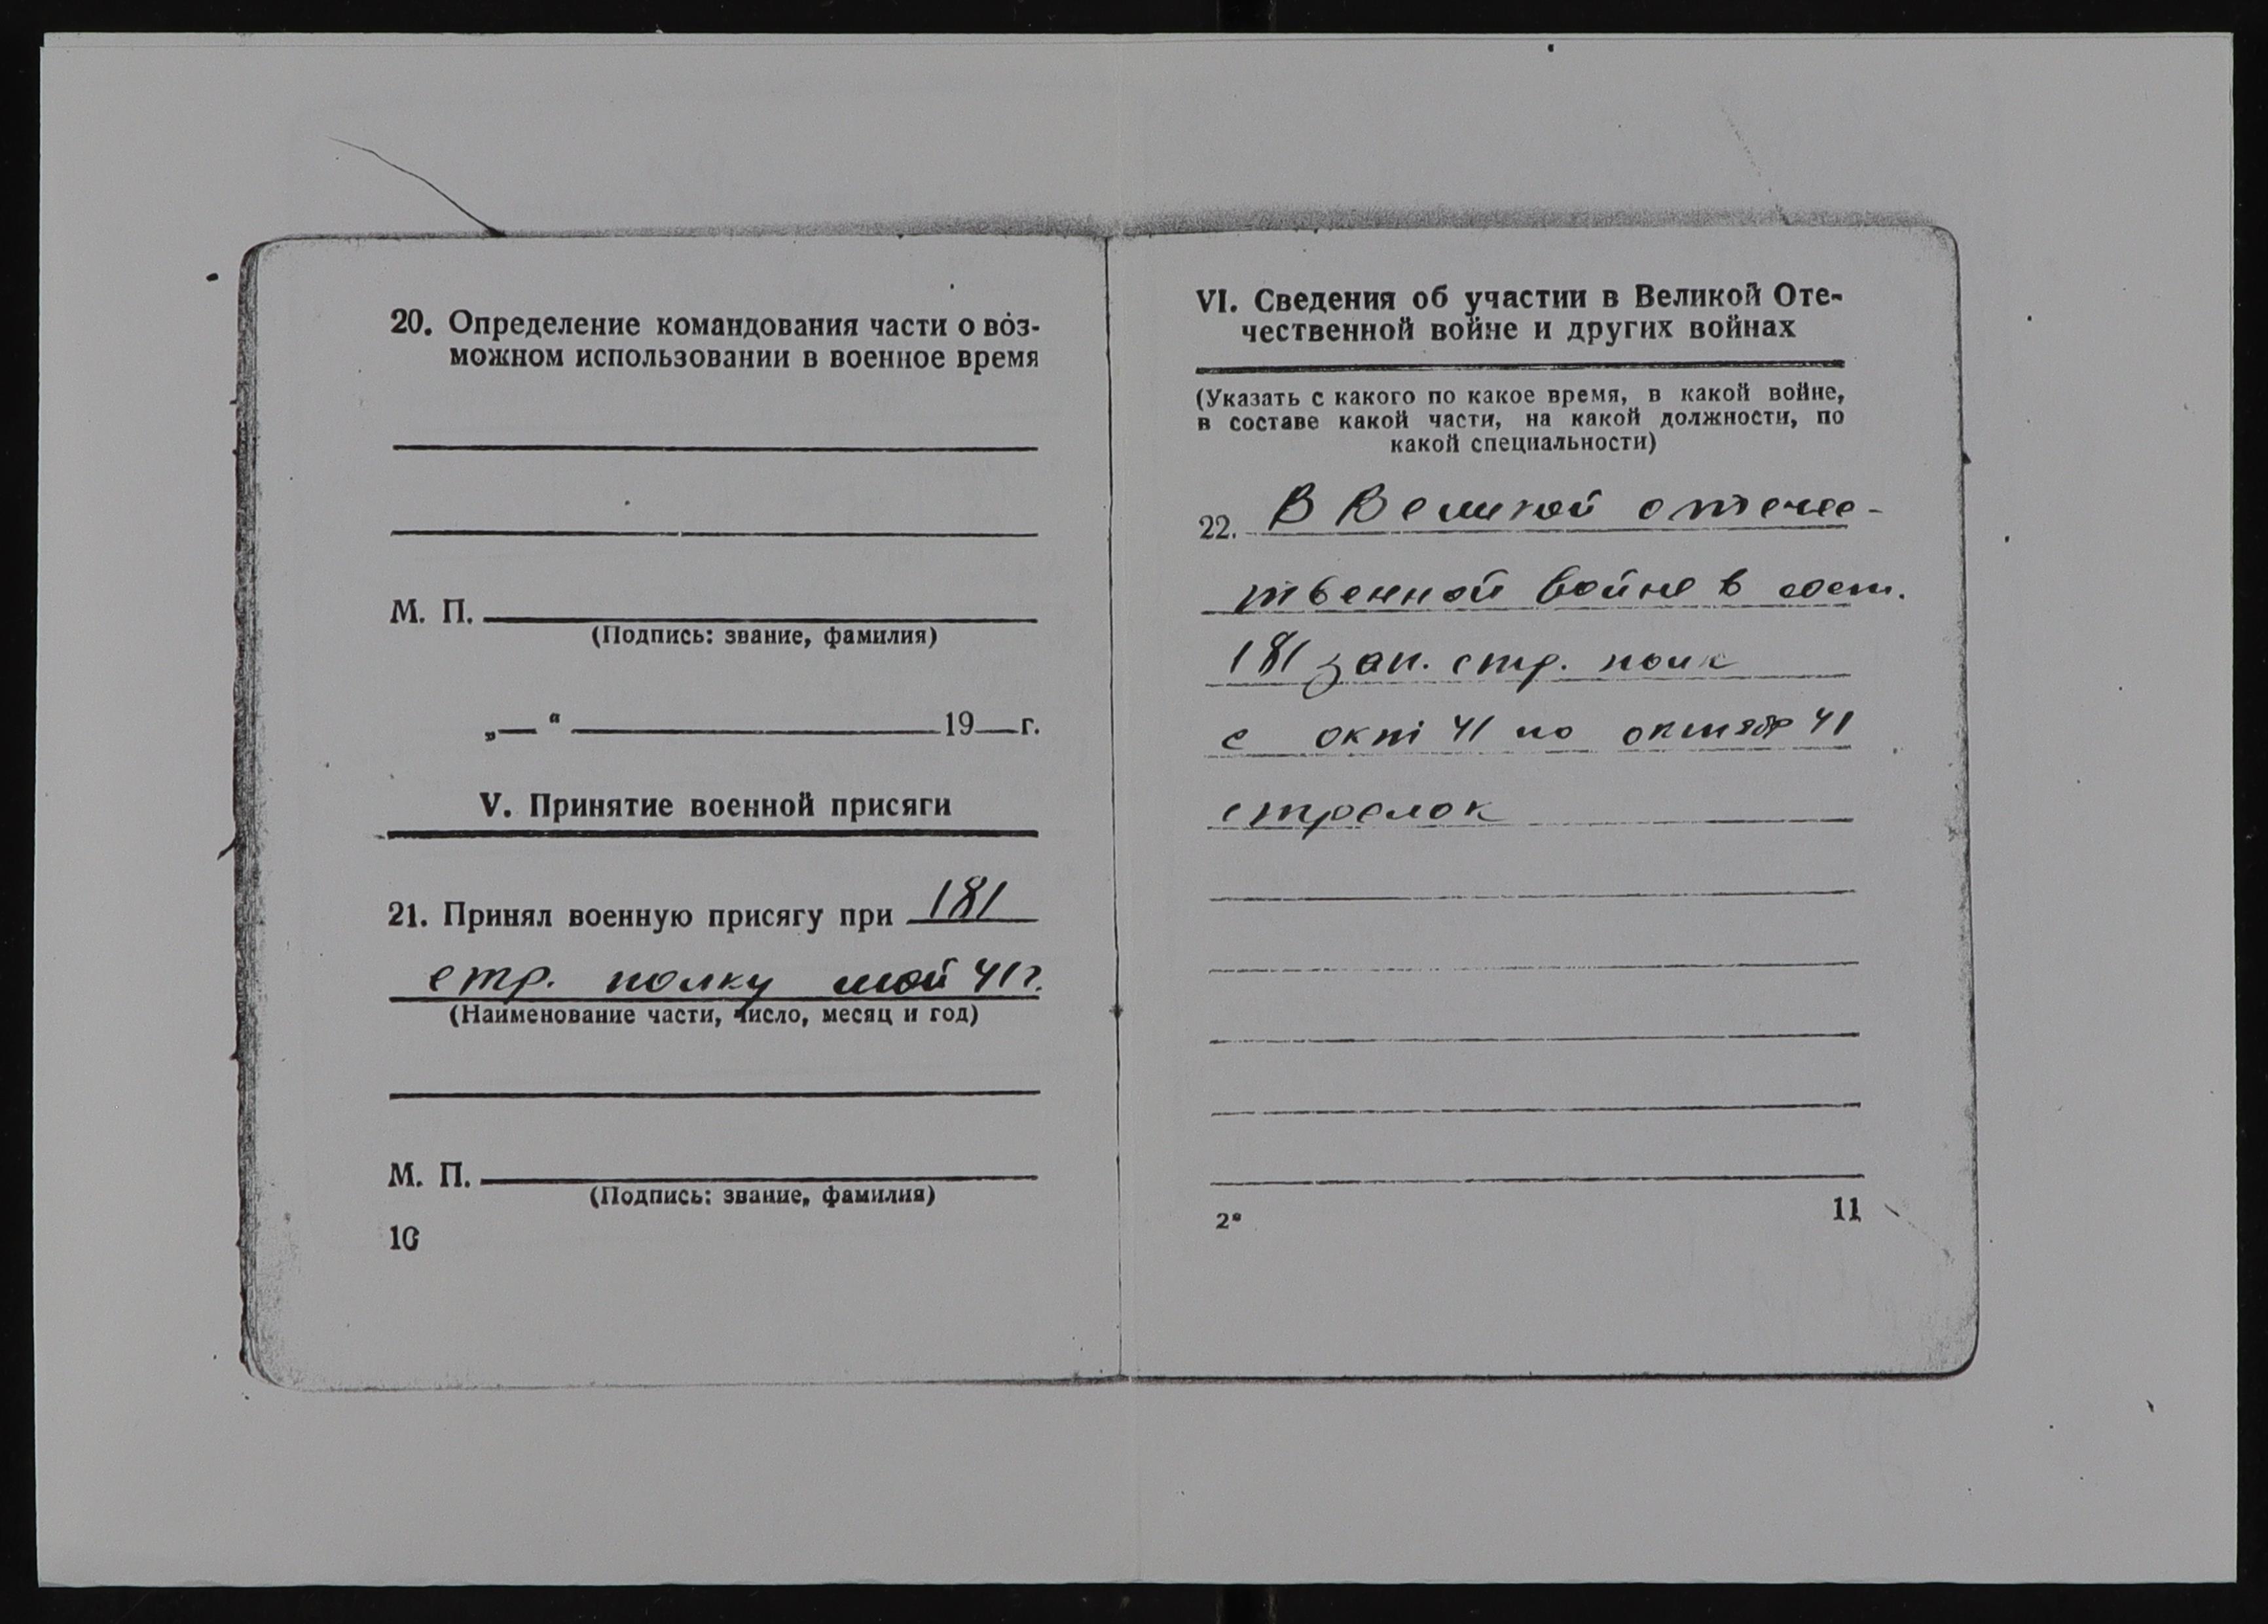 20. Определение командования части о воз-
можном использовании в военное время
М. П.
(Подпись: звание, фамилия)
„—“ 19—г.
V. Принятие военной присяги
21. Принял военную присягу при 181
стр. полку май 41 г.
(Наименование части, число, месяц и год)
М. П.
(Подпись: звание, фамилия)
10
VI. Сведения об участии в Великой Оте-
чественной войне и других войнах
(Указать с какого по какое время, в какой войне,
в составе какой части, на какой должности, по
какой специальности)
22. В Великой отечес-
твенной войне в сост.
181 зап. стр. полк
с окт 41 по октябр 41
стрелок
2*
11